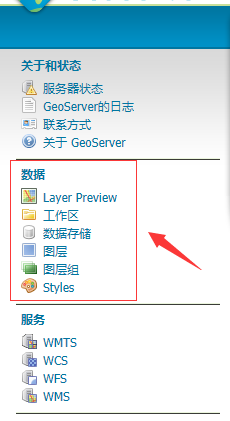 关于和状态
服务器状态
GeoServer的日志
联系方式
关于 GeoServer
数据
Layer Preview
工作区
数据存储
图层
图层组
Styles
服务
WMTS
WCS
WFS
WMS